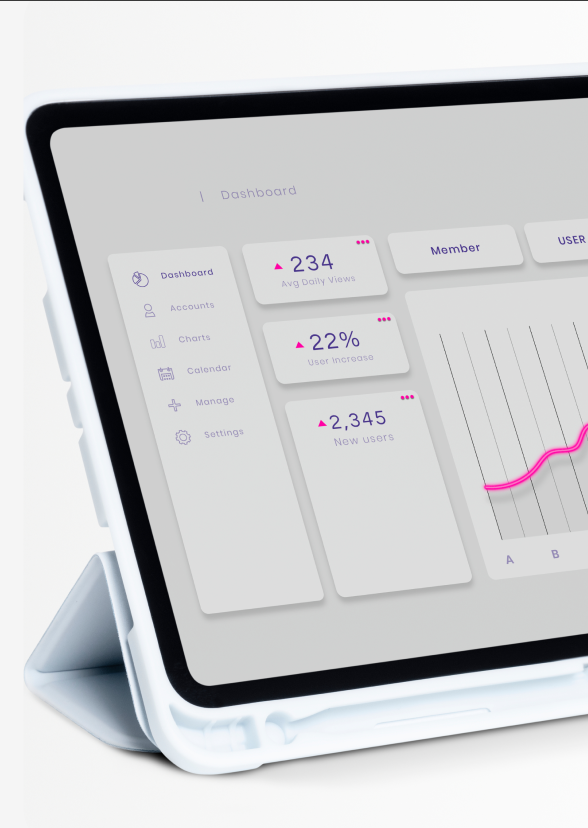 | Dashboard
Dashboard
Accounts
Charts
Calendar
Manage
Settings
234
Avg Daily Views
22%
User Increase
2,345
New users
Member
USER
A
B